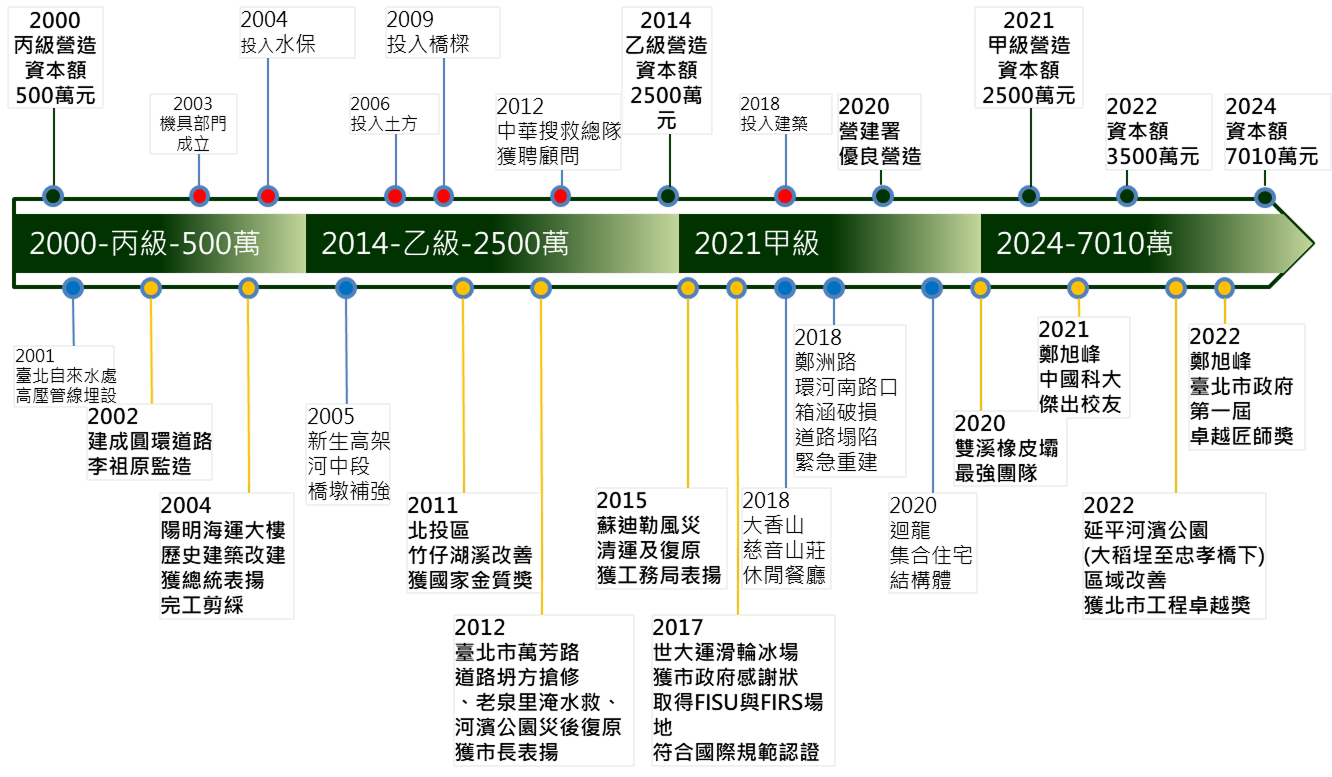 2000
丙級營造
資本額
500萬元
2003
機具部門
成立
2004
投入水保
2006
投入土方
2009
投入橋樑
2012
中華搜救總隊
獲聘顧問
2014
乙級營造
資本額
2500萬
元
2018
投入建築
2020
營建署
優良營造
2021
甲級營造
資本額
2500萬元
2022
資本額
3500萬元
2024
資本額
7010萬元
2000-丙級-500萬
2014-乙級-2500萬
2021甲級
2024-7010萬
2001
臺北自來水處
高壓管線埋設
2002
建成圓環道路
李祖原監造
2004
陽明海運大樓
歷史建築改建
獲總統表揚
完工剪綵
2005
新生高架
河中段
橋墩補強
2011
北投區
竹仔湖溪改善
獲國家金質獎
2012
臺北市萬芳路
道路坍方搶修
、老泉里淹水救、
河濱公園災後復原
獲市長表揚
2015
蘇迪勒風災
清運及復原
獲工務局表揚
2017
世大運滑輪冰場
獲市政府感謝狀
取得FISU與FIRS場
地
符合國際規範認證
2018
大香山
慈音山莊
休閒餐廳
2018
鄭洲路
環河南路口
箱涵破損
道路塌陷
緊急重建
2020
迴龍
集合住宅
結構體
2020
雙溪橡皮壩
最強團隊
2021
鄭旭峰
中國科大
傑出校友
2022
延平河濱公園
(大稻埕至忠孝橋下)
區域改善
獲北市工程卓越獎
2022
鄭旭峰
臺北市政府
第一屆
卓越匠師獎